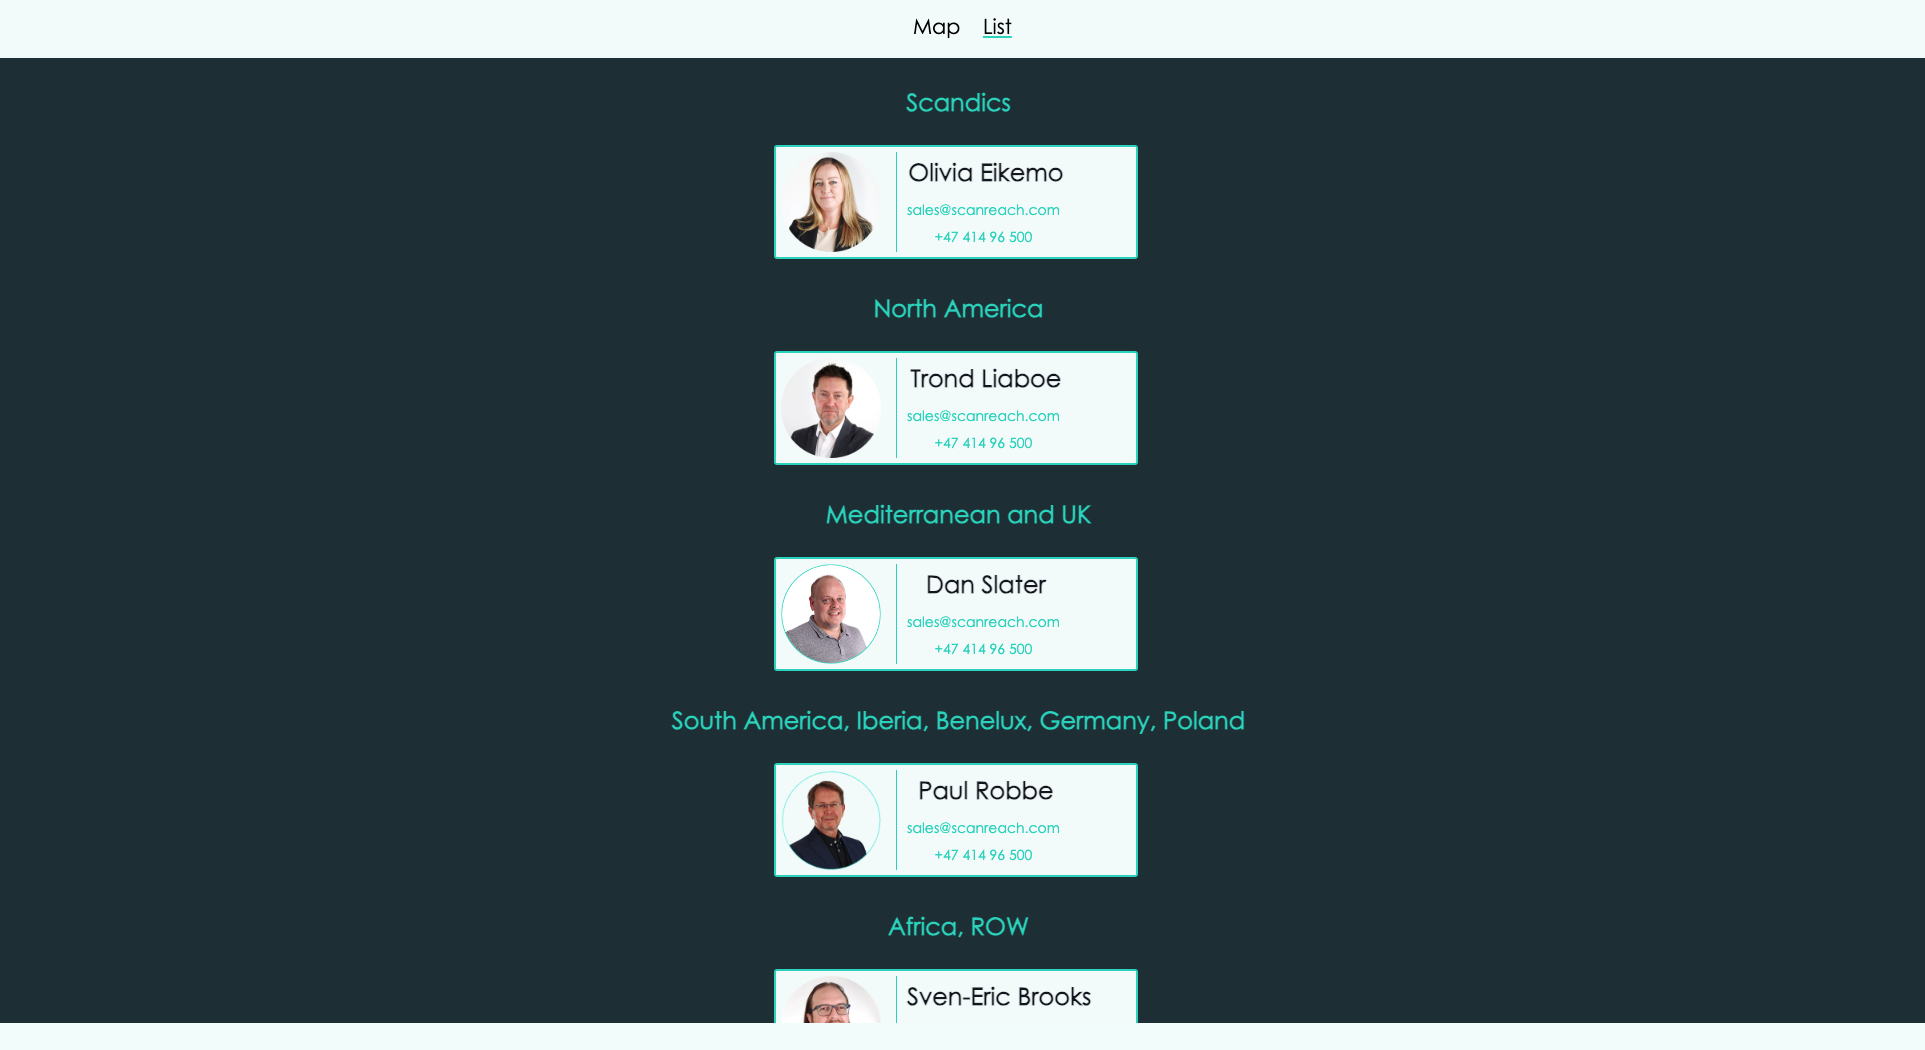 Map List
Scandics
Olivia Eikemo
sales@scanreach.com
+47 414 96 500
North America
Trond Liaboe
sales@scanreach.com
+47 414 96 500
Mediterranean and UK
Dan Slater
sales@scanreach.com
+47 414 96 500
South America, Iberia, Benelux, Germany, Poland
Paul Robbe
sales@scanreach.com
+47 414 96 500
Africa, ROW
Sven-Eric Brooks